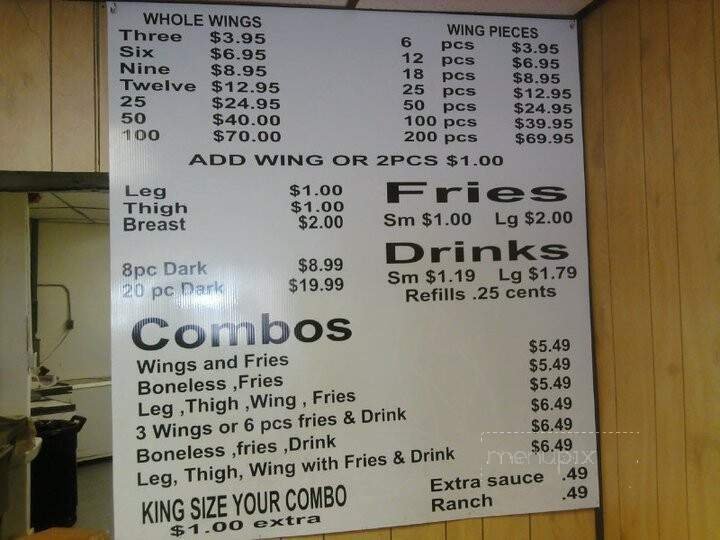 WHOLE WINGS
Three $3.95
Six $6.95
Nine $8.95
Twelve $12.95
25 $24.95
50 $40.00
100 $70.00
WING PIECES
6 pcs $3.95
12 pcs $6.95
18 pcs $8.95
25 pcs $12.95
50 pcs $24.95
100 pcs $39.95
200 pcs $69.95
ADD WING OR 2PCS $1.00
Leg $1.00
Thigh $1.00
Breast $2.00
8pc Dark $8.99
20 pc Dark $19.99
Fries
Sm $1.00 Lg $2.00
Drinks
Sm $1.19 Lg $1.79
Refills .25 cents
Combos
Wings and Fries $5.49
Boneless ,Fries $5.49
Leg ,Thigh ,Wing , Fries $5.49
3 Wings or 6 pcs fries & Drink $6.49
Boneless ,fries ,Drink $6.49
Leg, Thigh, Wing with Fries & Drink $6.49
KING SIZE YOUR COMBO
$1.00 extra
Extra sauce .49
Ranch .49
menupix